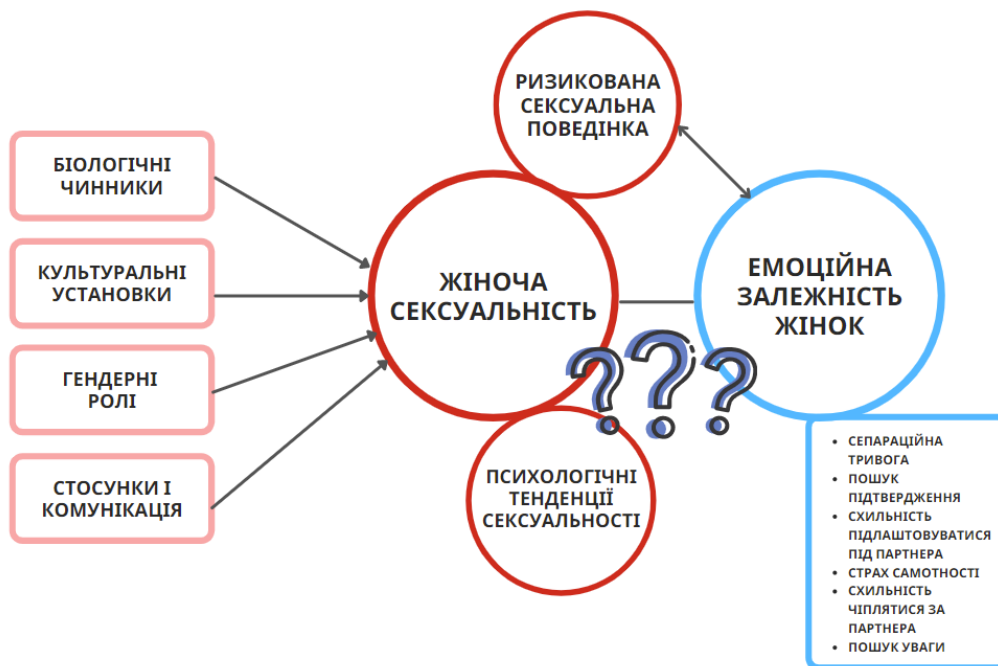 РИЗИКОВАНА
СЕКСУАЛЬНА
ПОВЕДІНКА
БІОЛОГІЧНІ
ЧИННИКИ
КУЛЬТУРАЛЬНІ
УСТАНОВКИ
ГЕНДЕРНІ
РОЛІ
СТОСУНКИ І
КОМУНІКАЦІЯ
ЖІНОЧА
СЕКСУАЛЬНІСТЬ
ЕМОЦІЙНА
ЗАЛЕЖНІСТЬ
ЖІНОК
???
ПСИХОЛОГІЧНІ
ТЕНДЕНЦІЇ
СЕКСУАЛЬНОСТІ
• СЕПАРАЦІЙНА
ТРИВОГА
• ПОШУК
ПІДТВЕРДЖЕННЯ
• СХИЛЬНІСТЬ
ПІДЛАШТОВУВАТИСЯ
ПІД ПАРТНЕРА
• СТРАХ САМОТНОСТІ
• СХИЛЬНІСТЬ
ЧІПЛЯТИСЯ ЗА
ПАРТНЕРА
• ПОШУК УВАГИ